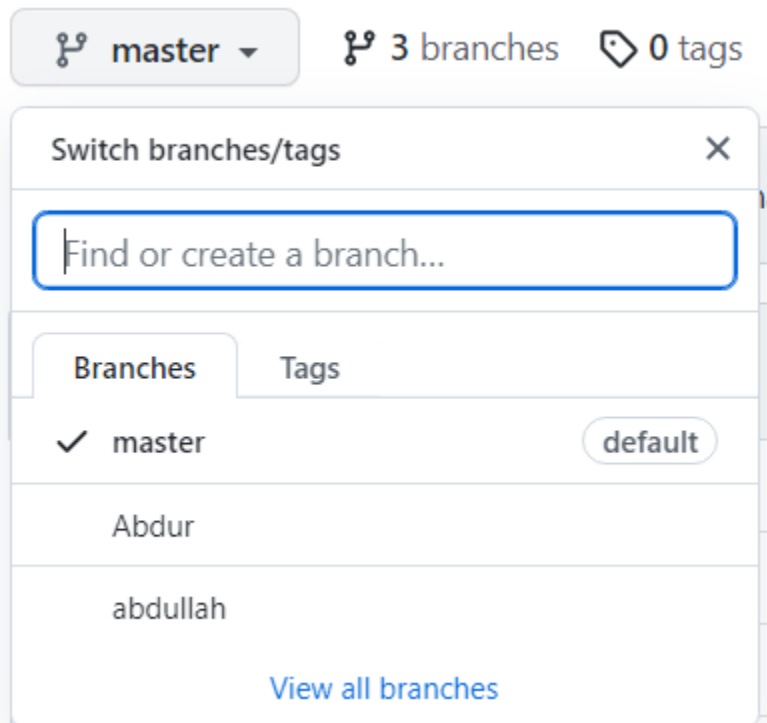 master 3 branches 0 tags
Switch branches/tags
Find or create a branch...
Branches Tags
master default
Abdur
abdullah
View all branches